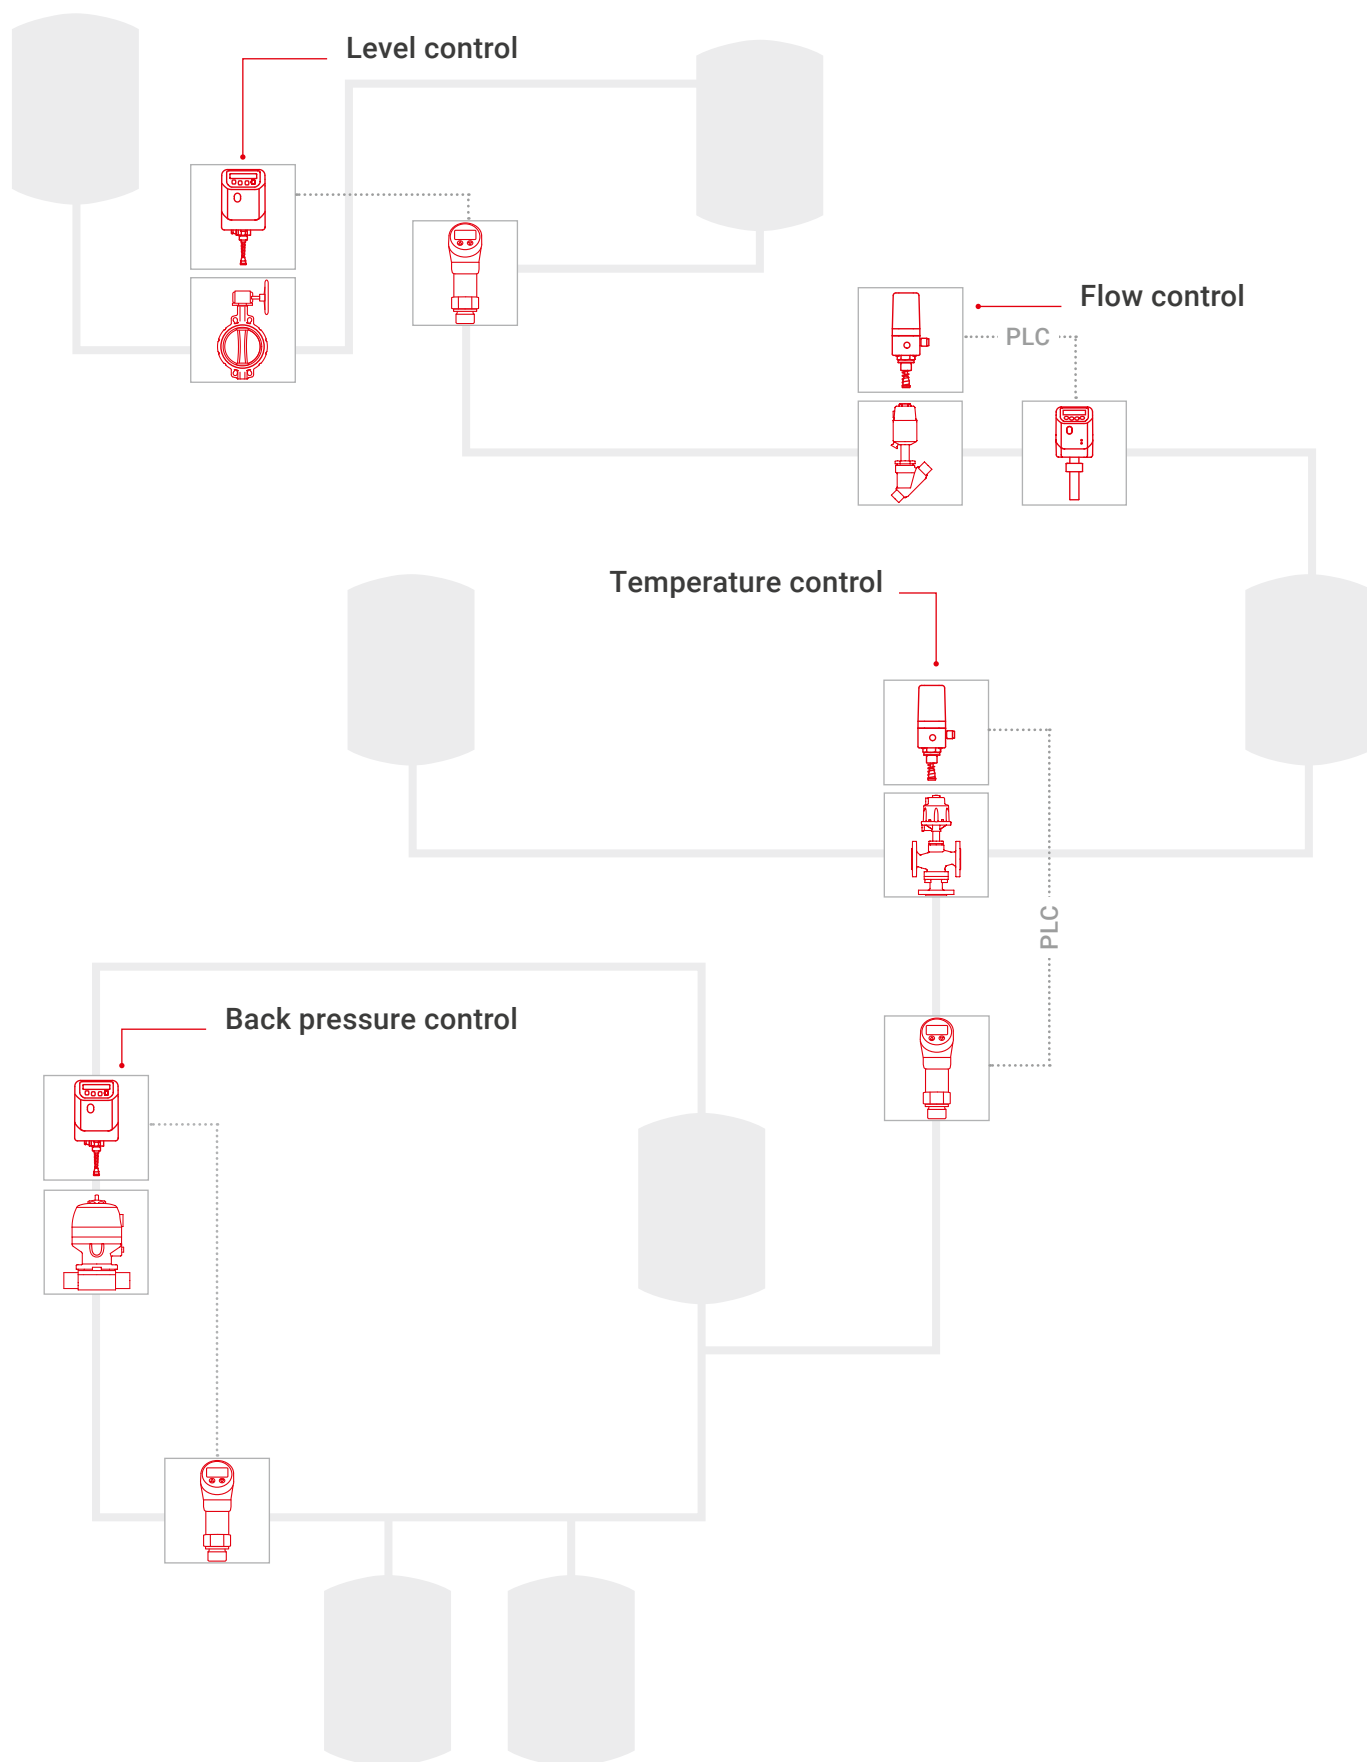 Level control
Flow control
PLC
Temperature control
PLC
Back pressure control